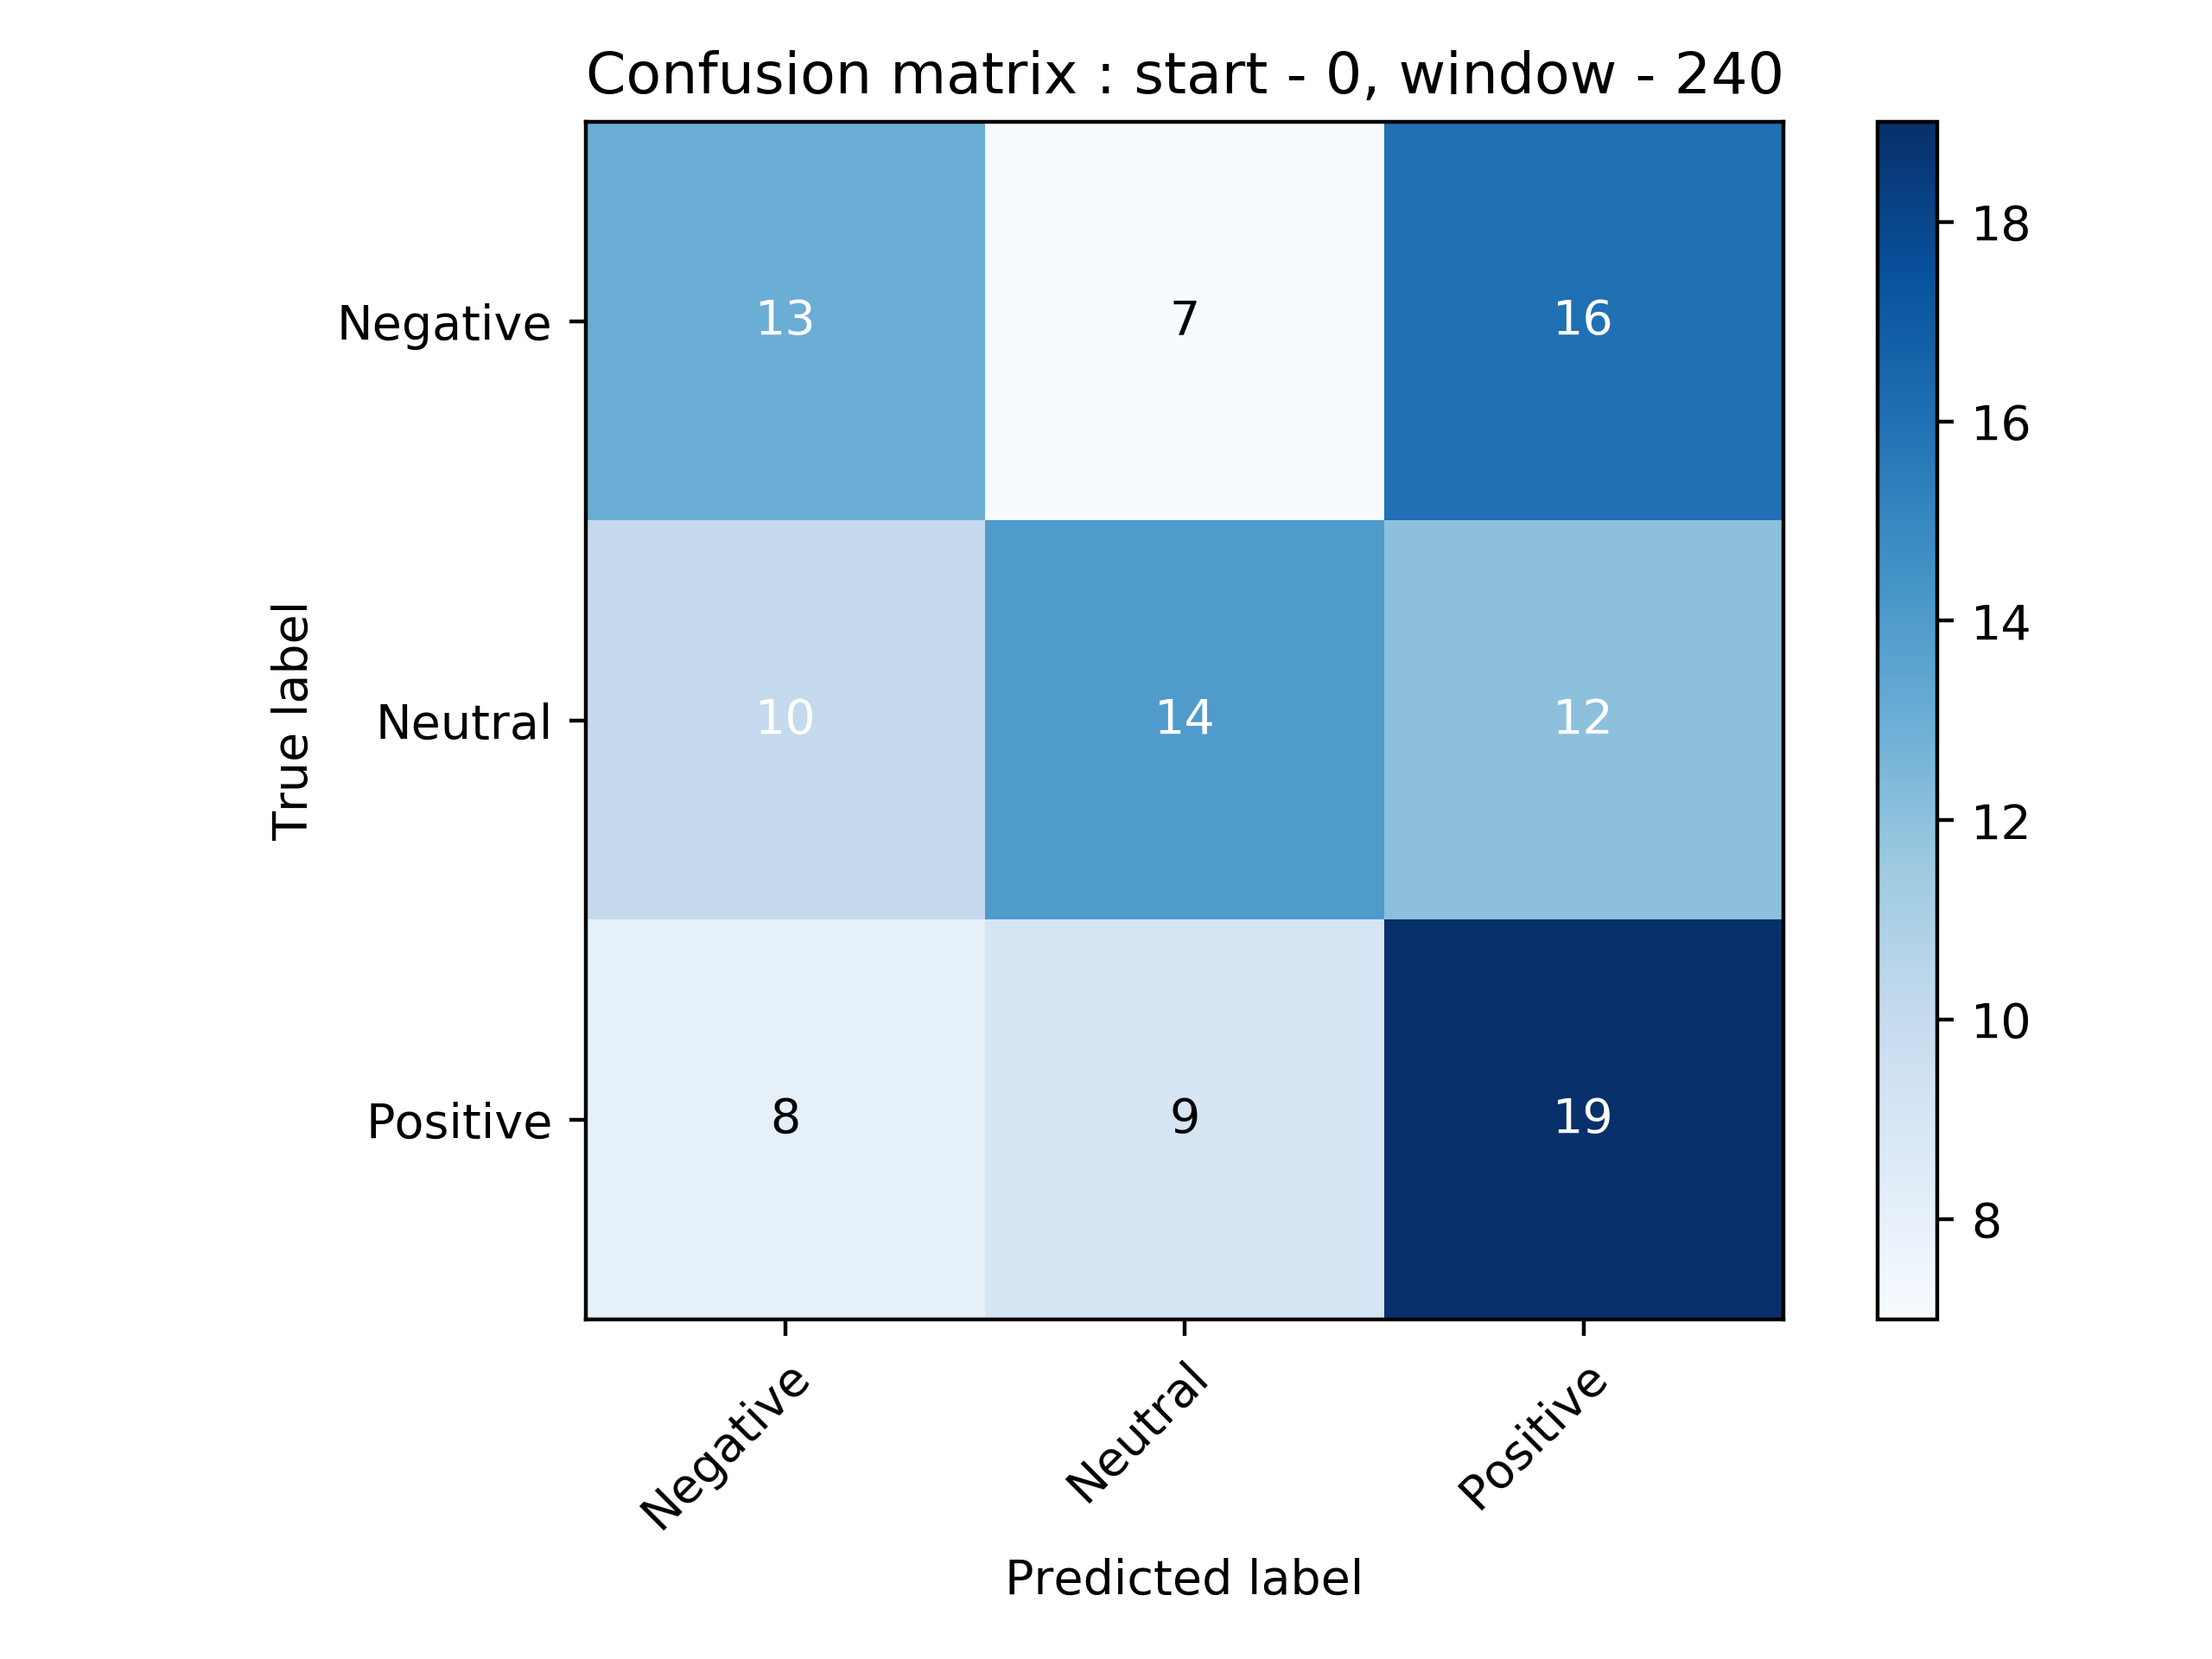 Confusion matrix : start - 0, window - 240
True label
Negative
13
7
16
Neutral
10
14
12
Positive
8
9
19
Negative
Neutral
Positive
Predicted label
18
16
14
12
10
8